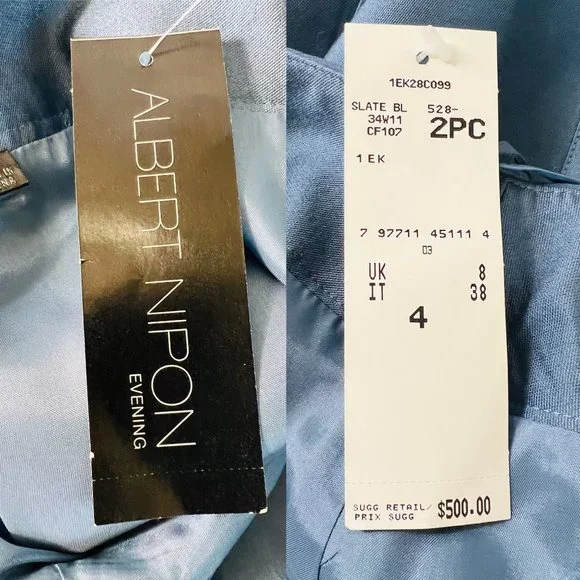 ALBERT NIPON
EVENING
1EK28C099
SLATE BL 528-
34W11
CF107 2PC
1EK
7 97711 45111 4
03
UK 8
IT 38
4
SUGG RETAIL/
PRIX SUGG $500.00